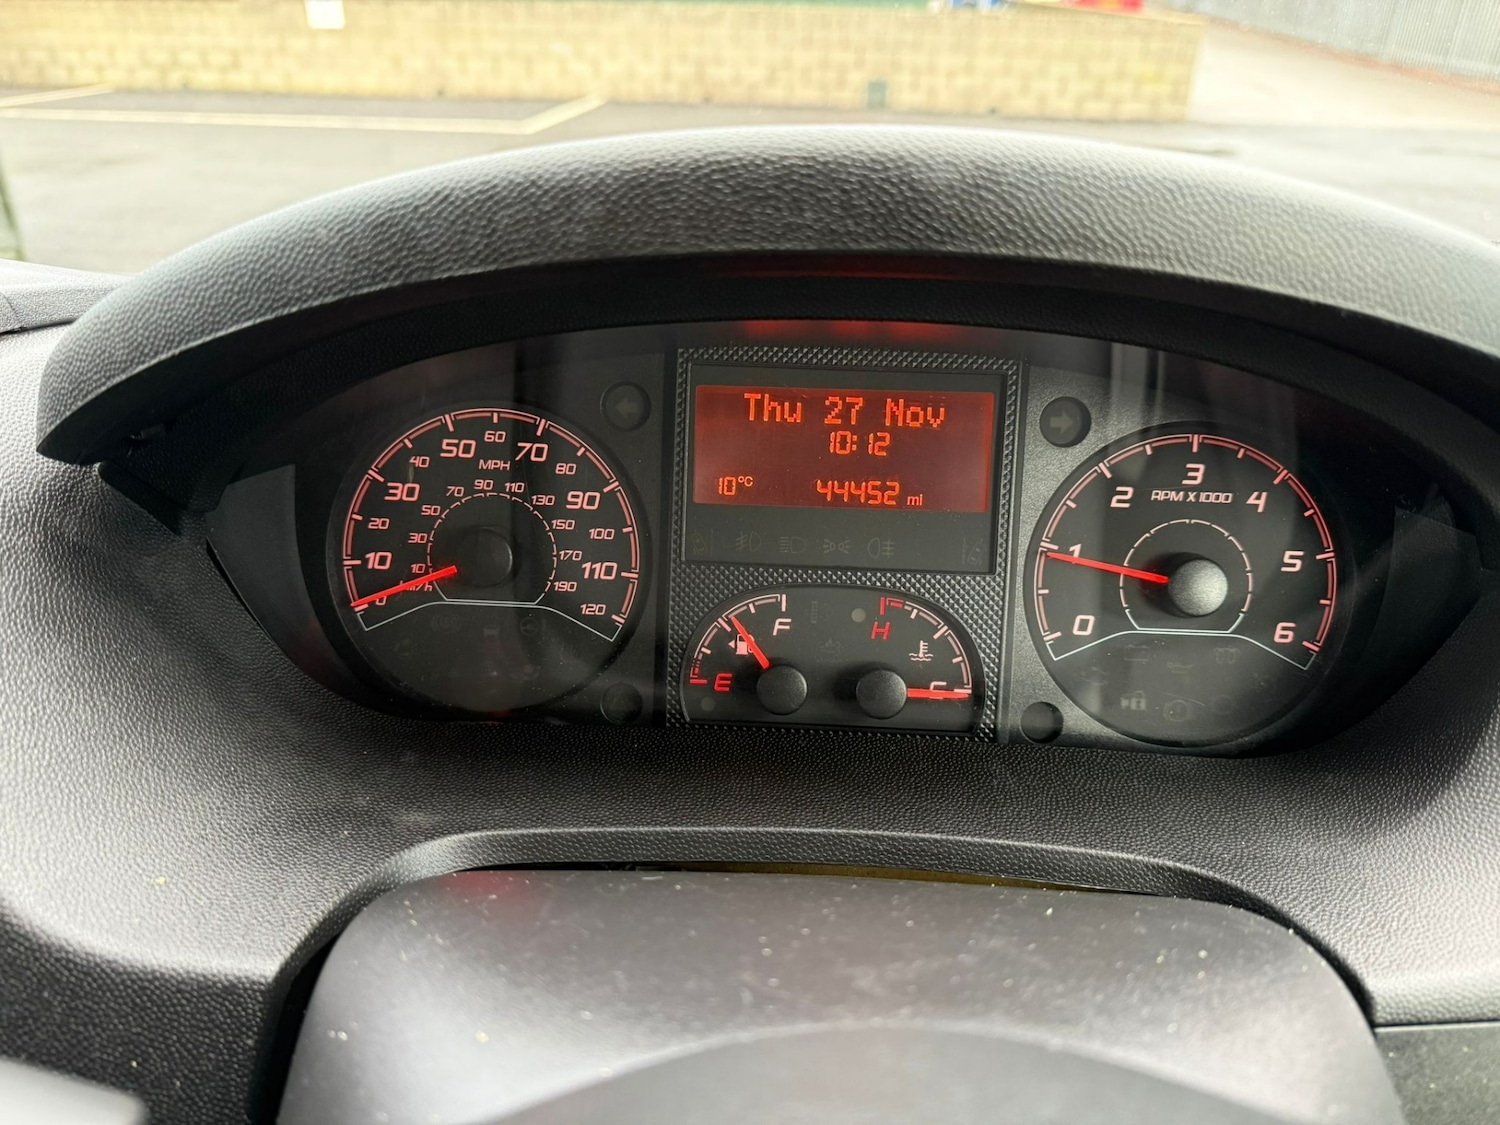 Thu 27 Nov
10:12
10°C 44452 mi
0 10 20 30 40 50 60 70 80 90 100 110 120
MPH
10 30 50 70 90 110 130 150 170 190
km/h
0 1 2 3 4 5 6
RPM X 1000
E F
H C